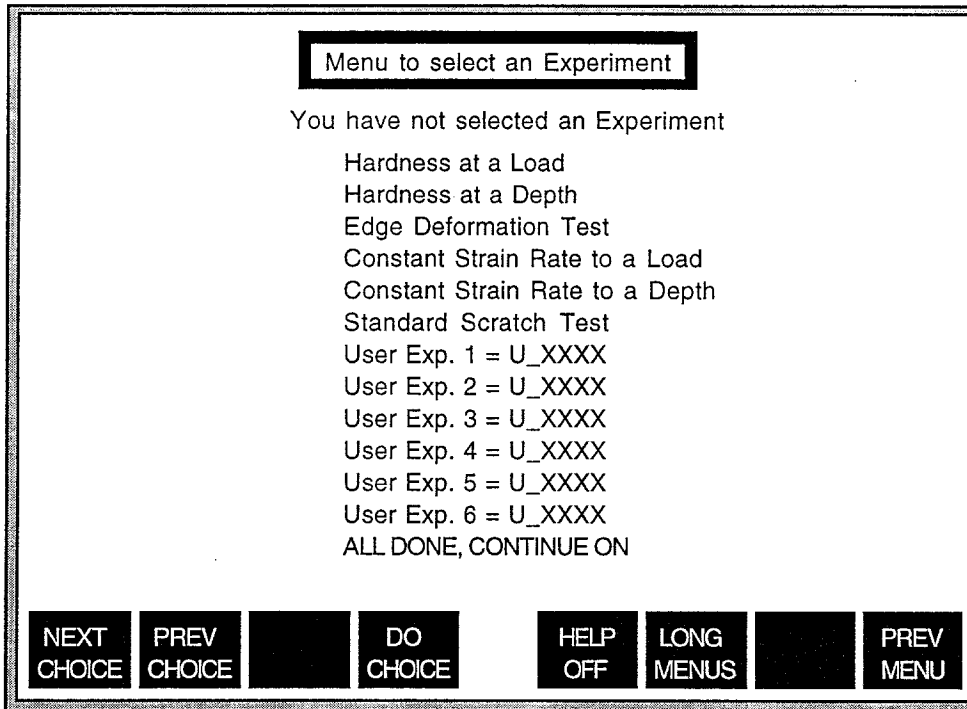 Menu to select an Experiment
You have not selected an Experiment
Hardness at a Load
Hardness at a Depth
Edge Deformation Test
Constant Strain Rate to a Load
Constant Strain Rate to a Depth
Standard Scratch Test
User Exp. 1 = U_XXXX
User Exp. 2 = U_XXXX
User Exp. 3 = U_XXXX
User Exp. 4 = U_XXXX
User Exp. 5 = U_XXXX
User Exp. 6 = U_XXXX
ALL DONE, CONTINUE ON
NEXT CHOICE
PREV CHOICE
DO CHOICE
HELP OFF
LONG MENUS
PREV MENU